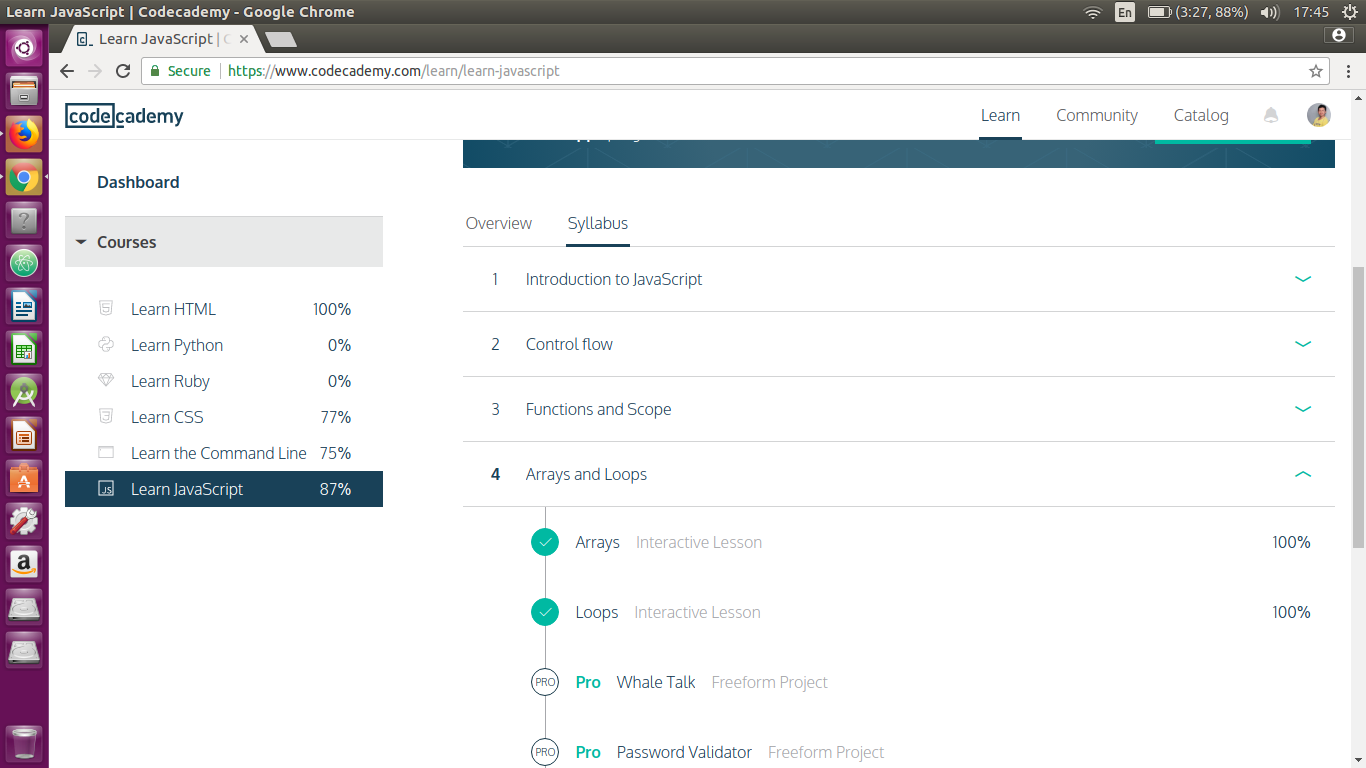 Learn JavaScript | Codecademy - Google Chrome
En
(3:27, 88%)
17:45
Learn JavaScript |
Secure
https://www.codecademy.com/learn/learn-javascript
codecademy
Learn
Community
Catalog
Dashboard
Courses
Learn HTML 100%
Learn Python 0%
Learn Ruby 0%
Learn CSS 77%
Learn the Command Line 75%
JS Learn JavaScript 87%
Overview
Syllabus
1 Introduction to JavaScript
2 Control flow
3 Functions and Scope
4 Arrays and Loops
Arrays Interactive Lesson 100%
Loops Interactive Lesson 100%
PRO Pro Whale Talk Freeform Project
PRO Pro Password Validator Freeform Project